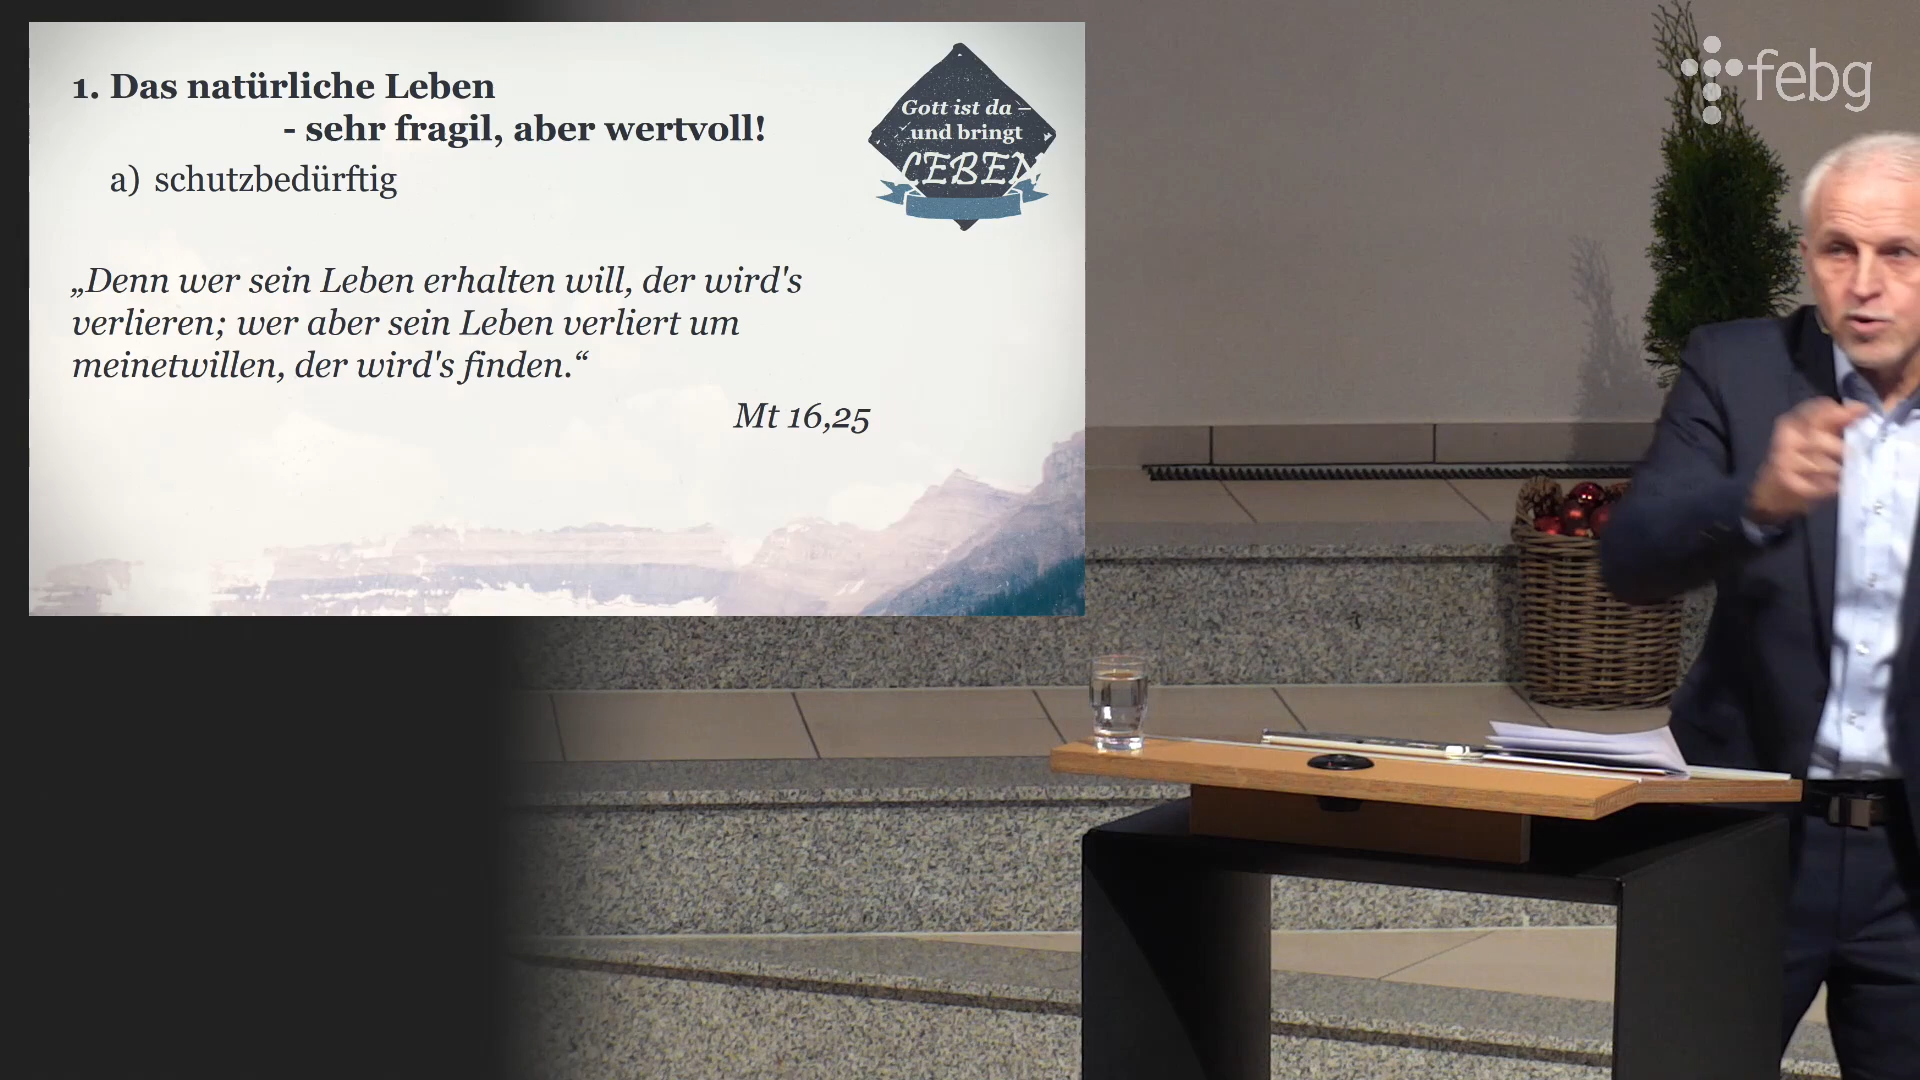 1. Das natürliche Leben
- sehr fragil, aber wertvoll!
a) schutzbedürftig
„Denn wer sein Leben erhalten will, der wird's
verlieren; wer aber sein Leben verliert um
meinetwillen, der wird's finden.“
Mt 16,25
Gott ist da –
und bringt
LEBEN
febg